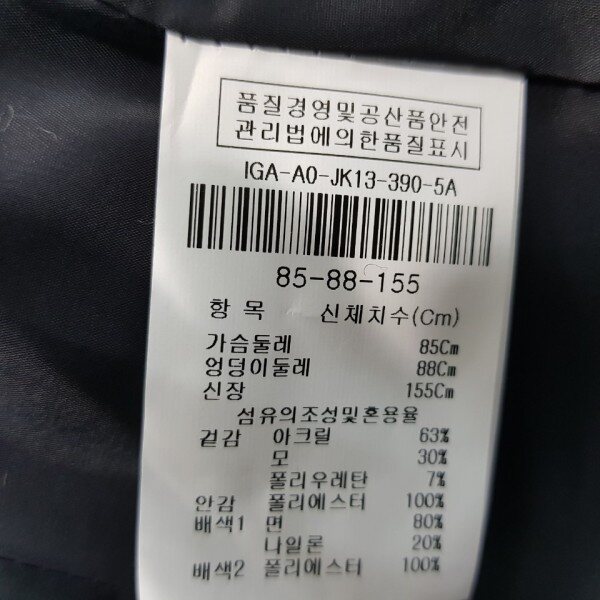 품질경영및공산품안전
관리법에의한품질표시
IGA-A0-JK13-390-5A
85-88-155
항 목 신체치수(Cm)
가슴둘레 85Cm
엉덩이둘레 88Cm
신장 155Cm
섬유의조성및혼용율
겉감 아크릴 63%
모 30%
폴리우레탄 7%
안감 폴리에스터 100%
배색1 면 80%
나일론 20%
배색2 폴리에스터 100%